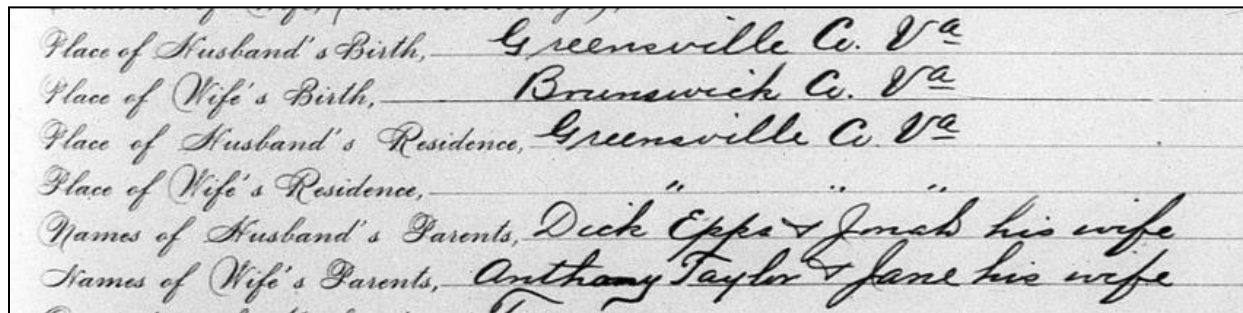 Place of Husband's Birth, Greensville Co. Va
Place of Wife's Birth, Brunswick Co. Va
Place of Husband's Residence, Greensville Co. Va
Place of Wife's Residence, " " "
Names of Husband's Parents, Dick Epps & Jonah his wife
Names of Wife's Parents, Anthony Taylor & Jane his wife